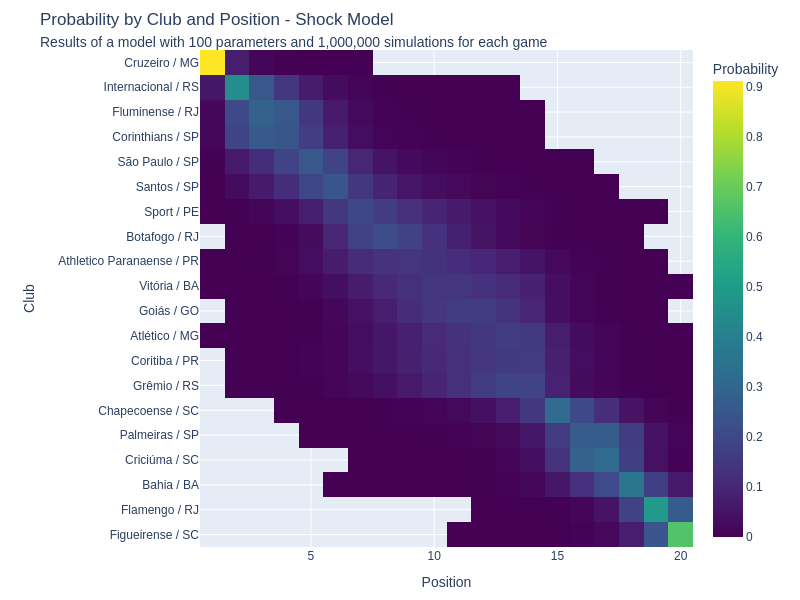 Probability by Club and Position - Shock Model
Results of a model with 100 parameters and 1,000,000 simulations for each game
Probability
Cruzeiro / MG
Internacional / RS
Fluminense / RJ
Corinthians / SP
São Paulo / SP
Santos / SP
Sport / PE
Botafogo / RJ
Athletico Paranaense / PR
Vitória / BA
Goiás / GO
Atlético / MG
Coritiba / PR
Grêmio / RS
Chapecoense / SC
Palmeiras / SP
Criciúma / SC
Bahia / BA
Flamengo / RJ
Figueirense / SC
Club
5
10
15
20
Position
0.9
0.8
0.7
0.6
0.5
0.4
0.3
0.2
0.1
0